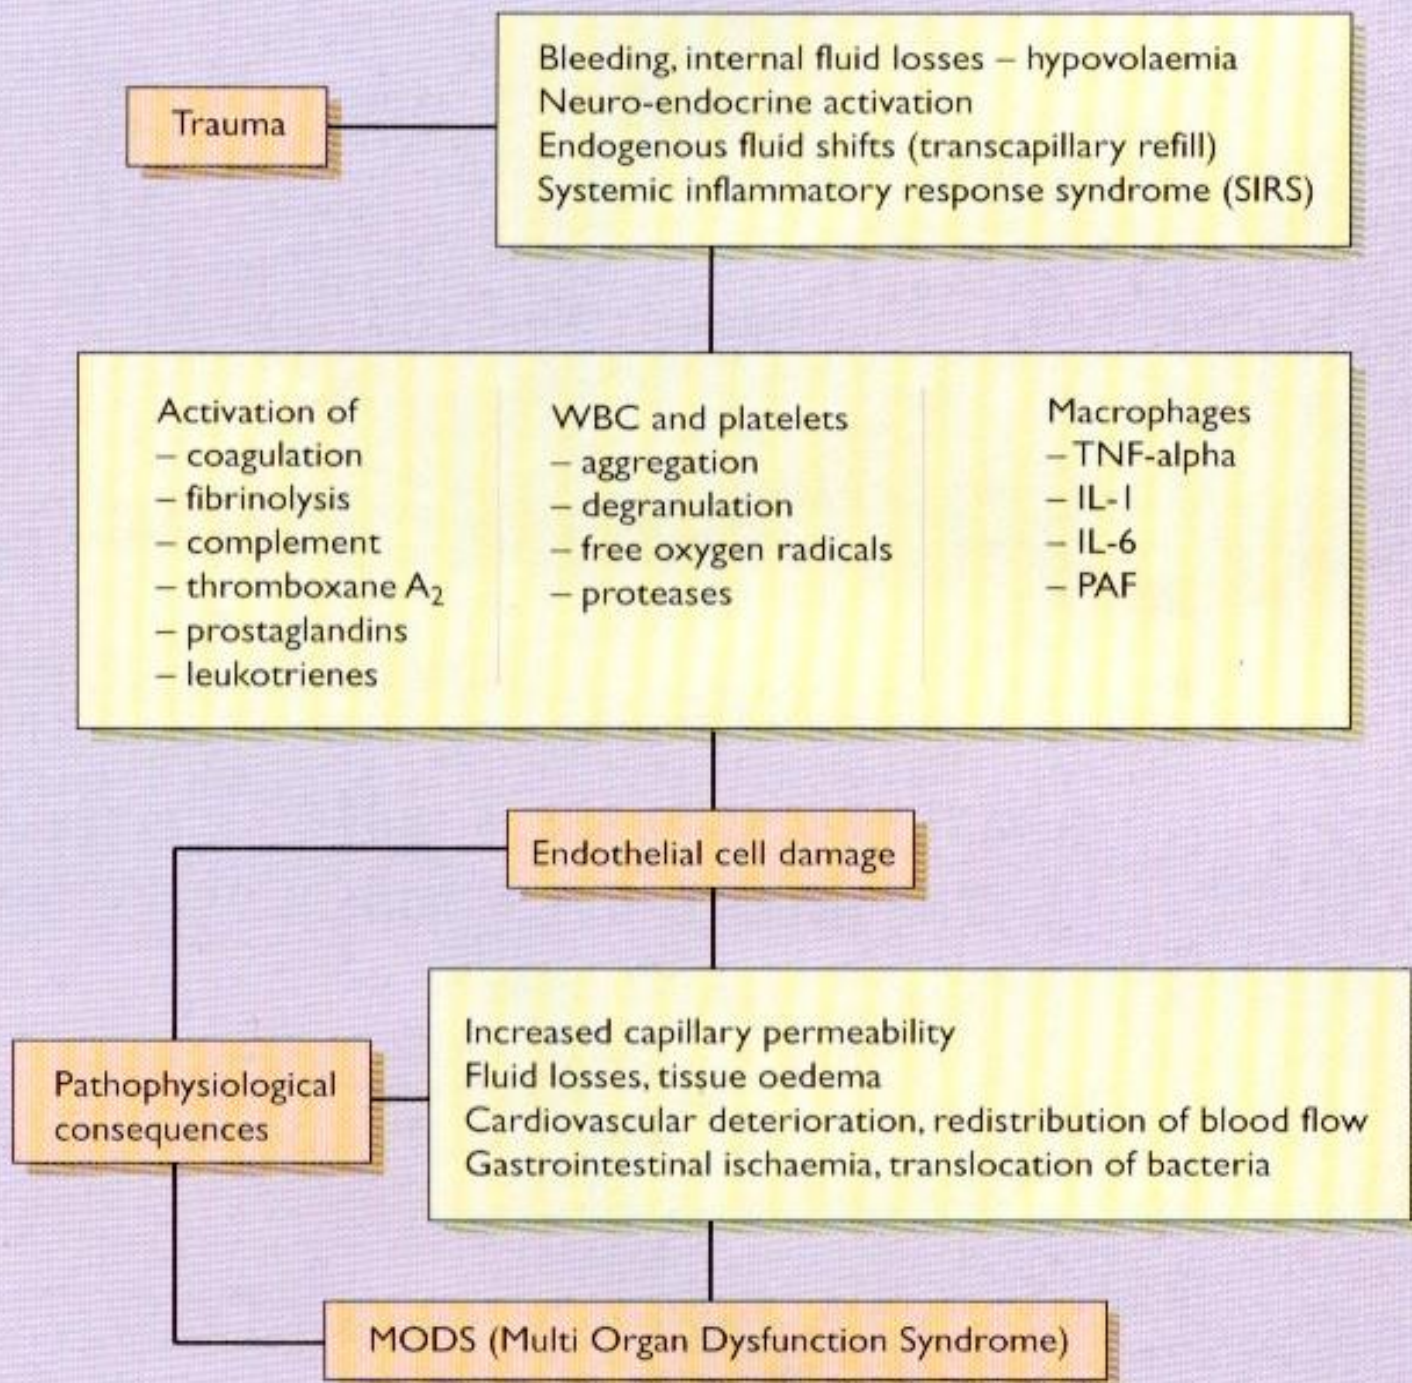 Trauma
Bleeding, internal fluid losses – hypovolaemia
Neuro-endocrine activation
Endogenous fluid shifts (transcapillary refill)
Systemic inflammatory response syndrome (SIRS)
Activation of
– coagulation
– fibrinolysis
– complement
– thromboxane A₂
– prostaglandins
– leukotrienes
WBC and platelets
– aggregation
– degranulation
– free oxygen radicals
– proteases
Macrophages
– TNF-alpha
– IL-1
– IL-6
– PAF
Endothelial cell damage
Pathophysiological
consequences
Increased capillary permeability
Fluid losses, tissue oedema
Cardiovascular deterioration, redistribution of blood flow
Gastrointestinal ischaemia, translocation of bacteria
MODS (Multi Organ Dysfunction Syndrome)